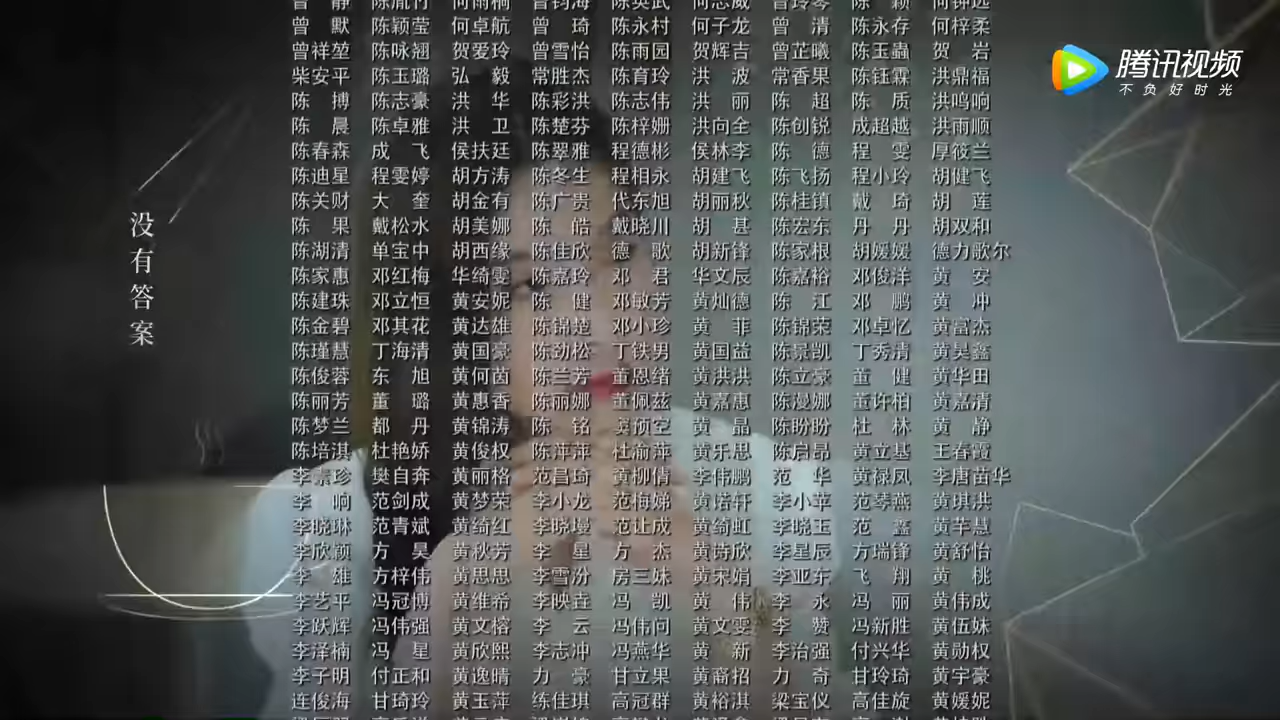 曾　默　陈颖莹　何卓航　曾　琦　陈永村　何子龙　曾　清　陈永存　何梓柔
曾祥堃　陈咏翘　贺爱玲　曾雪怡　陈雨园　贺辉吉　曾芷曦　陈玉蟲　贺　岩
柴安平　陈玉璐　弘　毅　常胜杰　陈育玲　洪　波　常香果　陈钰霖　洪鼎福
陈　搏　陈志豪　洪　华　陈彩洪　陈志伟　洪　丽　陈　超　陈　质　洪鸣响
陈　晨　陈卓雅　洪　卫　陈楚芬　陈梓姗　洪向全　陈创锐　成超越　洪雨顺
陈春森　成　飞　侯扶廷　陈翠雅　程德彬　侯林李　陈　德　程　雯　厚筱兰
陈迪星　程雯婷　胡方涛　陈冬生　程相永　胡建飞　陈飞扬　程小玲　胡健飞
陈关财　大　奎　胡金有　陈广贵　代东旭　胡丽秋　陈桂镇　戴　琦　胡　莲
陈　果　戴松水　胡美娜　陈　皓　戴晓川　胡　甚　陈宏东　丹　丹　胡双和
陈湖清　单宝中　胡西缘　陈佳欣　德　歌　胡新锋　陈家根　胡媛媛　德力歌尔
陈家惠　邓红梅　华绮雯　陈嘉玲　邓　君　华文辰　陈嘉裕　邓俊洋　黄　安
陈建珠　邓立恒　黄安妮　陈　健　邓敏芳　黄灿德　陈　江　邓　鹏　黄　冲
陈金碧　邓其花　黄达雄　陈锦楚　邓小珍　黄　菲　陈锦荣　邓卓忆　黄富杰
陈瑾慧　丁海清　黄国豪　陈劲松　丁铁男　黄国益　陈景凯　丁秀清　黄昊鑫
陈俊蓉　东　旭　黄何茵　陈兰芳　董恩绪　黄洪洪　陈立豪　董　健　黄华田
陈丽芳　董　璐　黄惠香　陈丽娜　董佩兹　黄嘉惠　陈漫娜　董许柏　黄嘉清
陈梦兰　都　丹　黄锦涛　陈　铭　　黄　晶　陈盼盼　杜　林　黄　静
陈培淇　杜艳娇　黄俊权　陈萍萍　杜渝萍　黄乐思　陈启昂　黄立基　王春霞
李素珍　樊自奔　黄丽格　范昌琦　黄柳倩　李伟鹏　范　华　黄禄凤　李唐苗华
李　响　范剑成　黄梦荣　李小龙　范梅娣　黄诺轩　李小苹　范琴燕　黄琪洪
李晓琳　范青斌　黄绮红　李晓墁　范让成　黄绮虹　李晓玉　范　鑫　黄芊慧
李欣颜　方　昊　黄秋芳　李　星　方　杰　黄诗欣　李星辰　方瑞锋　黄舒怡
李　雄　方梓伟　黄思思　李雪汾　房三妹　黄宋娟　李亚东　飞　翔　黄　桃
李艺平　冯冠博　黄维希　李映垚　冯　凯　黄　伟　李　永　冯　丽　黄伟成
李跃辉　冯伟强　黄文榕　李　云　冯伟问　黄文雯　李　赞　冯新胜　黄伍妹
李泽楠　冯　星　黄欣熙　李志冲　冯燕华　黄　新　李治强　付兴华　黄勋权
李子明　付正和　黄逸晴　力　豪　甘立果　黄裔招　力　奇　甘玲琦　黄宇豪
连俊海　甘琦玲　黄玉萍　练佳琪　高冠群　黄裕淇　梁宝仪　高佳旋　黄媛妮
没有答案
腾讯视频
不负好时光